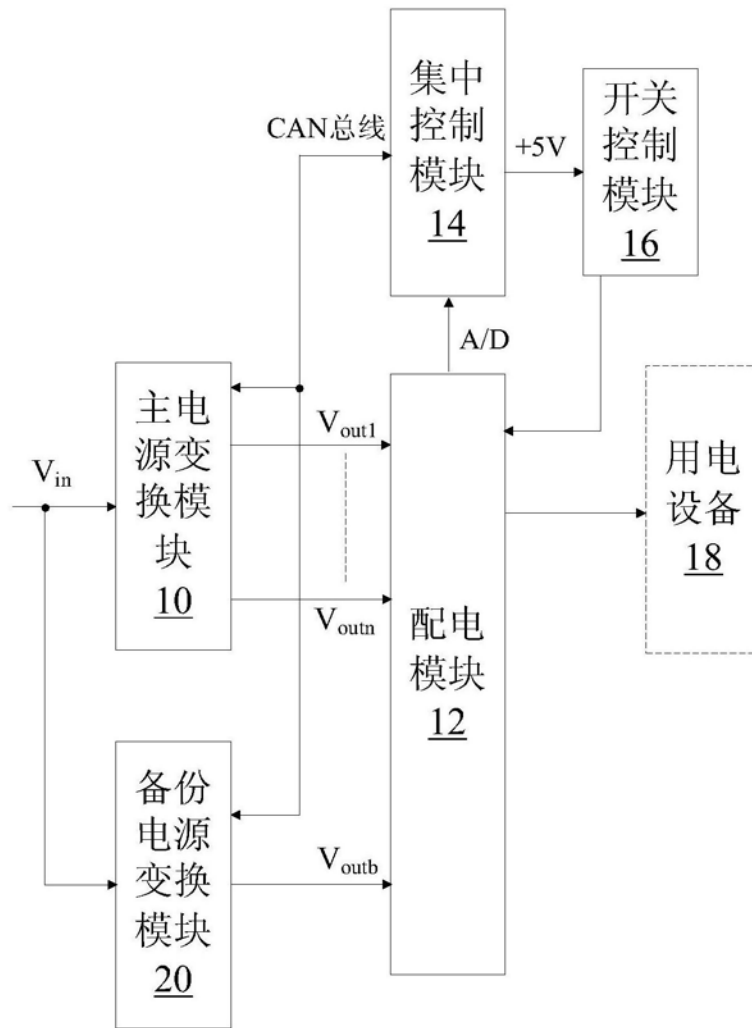 集中
控制
模块
14
开关
控制
模块
16
CAN总线
+5V
A/D
主电
源变
换模
块
10
V_in
V_out1
V_outn
配电
模块
12
用电
设备
18
备份
电源
变换
模块
20
V_outb